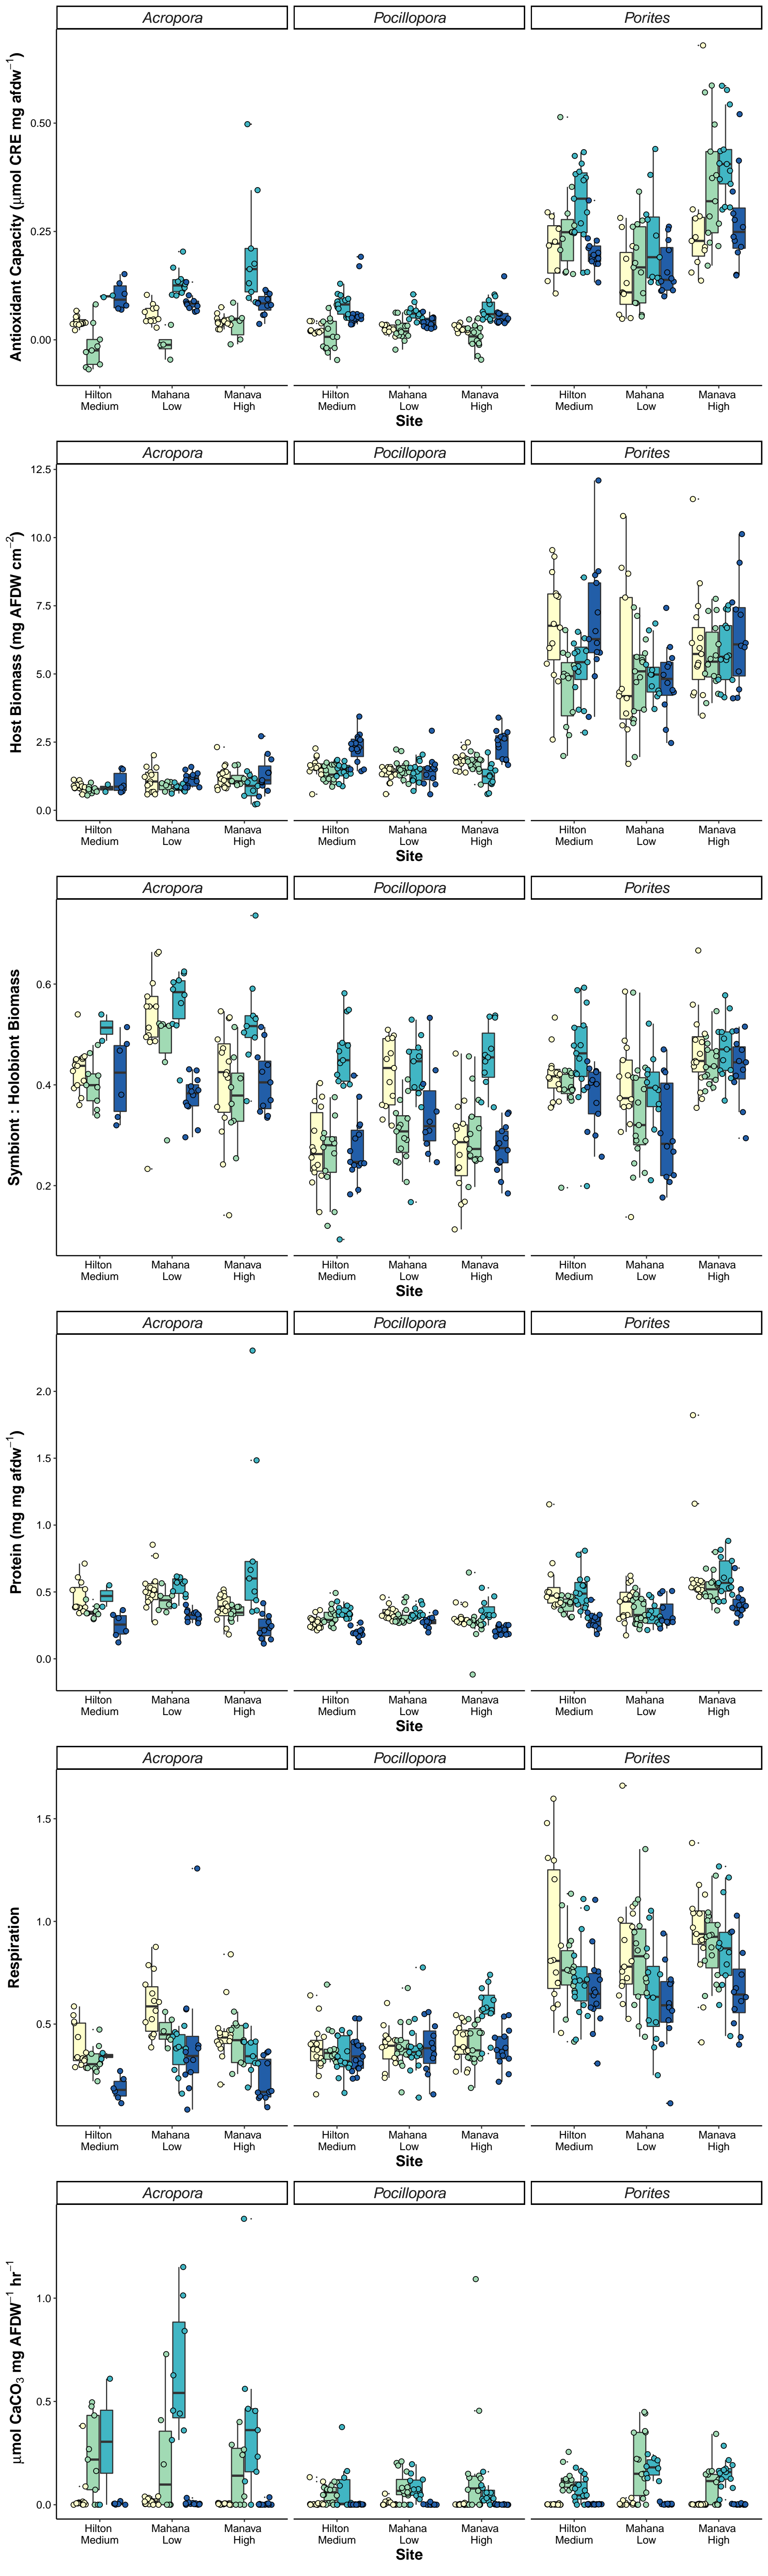 Acropora Pocillopora Porites
Antioxidant Capacity (μmol CRE mg afdw⁻¹)
0.50
0.25
0.00
Hilton Mahana Manava Hilton Mahana Manava Hilton Mahana Manava
Medium Low High Medium Low High Medium Low High
Site
Acropora Pocillopora Porites
Host Biomass (mg AFDW cm⁻²)
12.5
10.0
7.5
5.0
2.5
0.0
Hilton Mahana Manava Hilton Mahana Manava Hilton Mahana Manava
Medium Low High Medium Low High Medium Low High
Site
Acropora Pocillopora Porites
Symbiont : Holobiont Biomass
0.6
0.4
0.2
Hilton Mahana Manava Hilton Mahana Manava Hilton Mahana Manava
Medium Low High Medium Low High Medium Low High
Site
Acropora Pocillopora Porites
Protein (mg mg afdw⁻¹)
2.0
1.5
1.0
0.5
0.0
Hilton Mahana Manava Hilton Mahana Manava Hilton Mahana Manava
Medium Low High Medium Low High Medium Low High
Site
Acropora Pocillopora Porites
Respiration
1.5
1.0
0.5
Hilton Mahana Manava Hilton Mahana Manava Hilton Mahana Manava
Medium Low High Medium Low High Medium Low High
Site
Acropora Pocillopora Porites
μmol CaCO₃ mg AFDW⁻¹ hr⁻¹
1.0
0.5
0.0
Hilton Mahana Manava Hilton Mahana Manava Hilton Mahana Manava
Medium Low High Medium Low High Medium Low High
Site